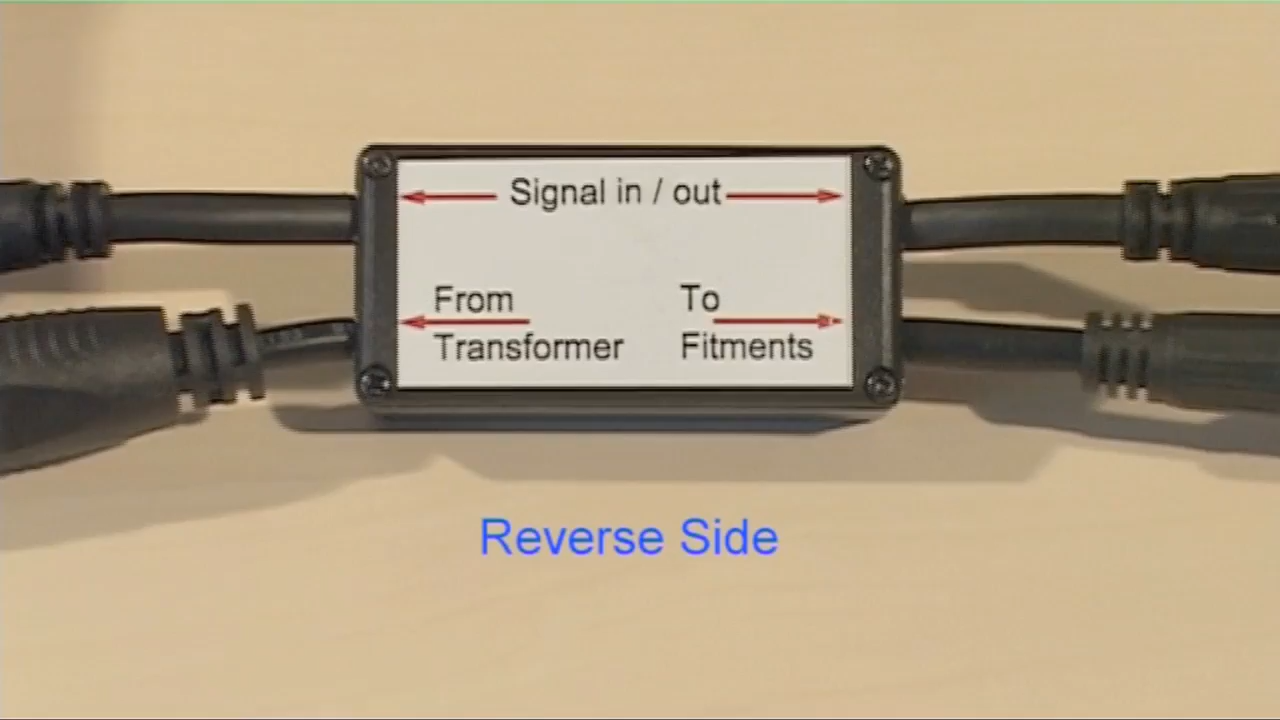 Signal in / out
From
Transformer
To
Fitments
Reverse Side